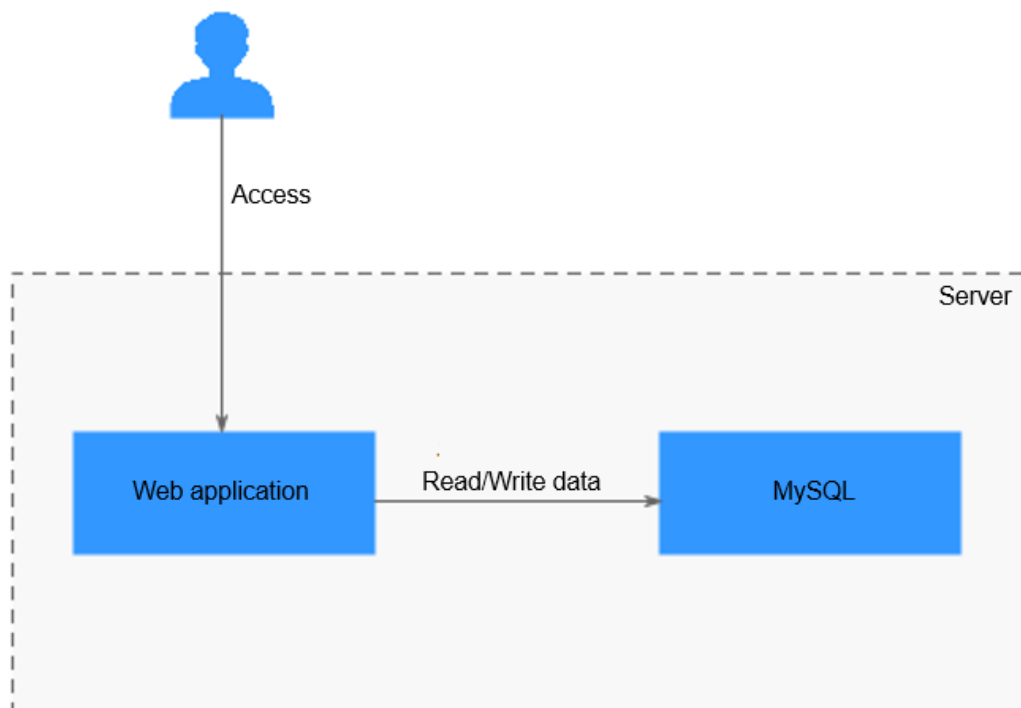 Access
Server
Web application
Read/Write data
MySQL